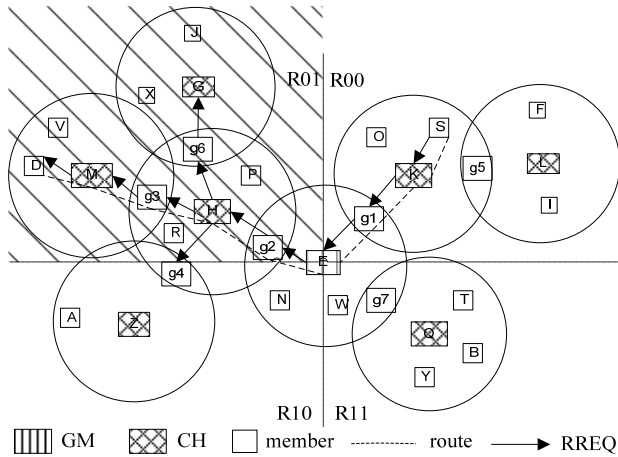 J
R01 R00
G
X
F
V
O
S
g6
D
M
P
K
g5
L
g3
H
I
g1
R
g2
E
g4
N
W
g7
T
A
Z
Q
B
Y
R10 R11
GM CH member route RREQ